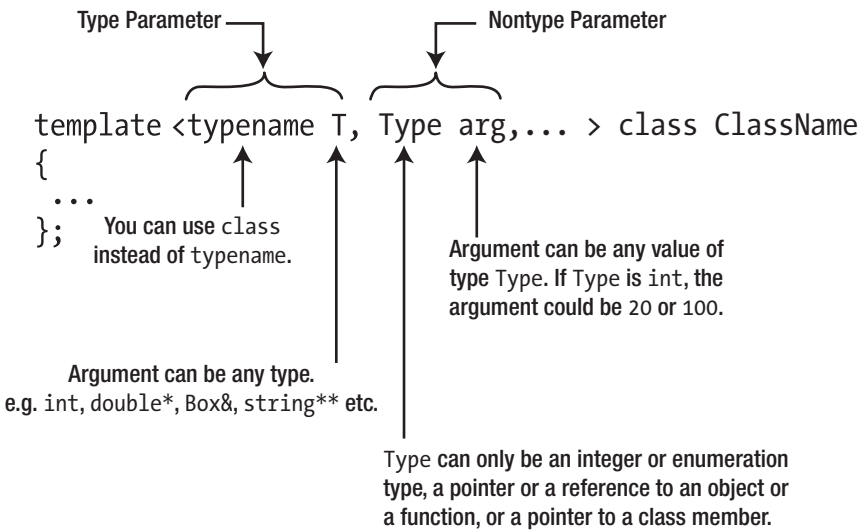 Type Parameter
Nontype Parameter
template <typename T, Type arg,... > class ClassName
{
...
};
You can use class
instead of typename.
Argument can be any value of
type Type. If Type is int, the
argument could be 20 or 100.
Argument can be any type.
e.g. int, double*, Box&, string** etc.
Type can only be an integer or enumeration
type, a pointer or a reference to an object or
a function, or a pointer to a class member.